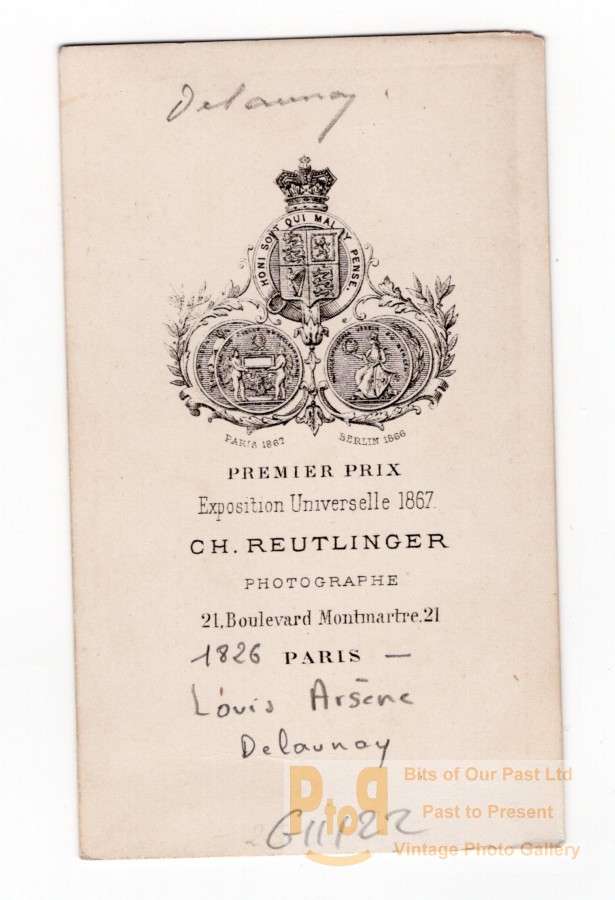 Delaunay
HONI SOIT QUI MAL Y PENSE.
PARIS 1867
BERLIN 1866
PREMIER PRIX
Exposition Universelle 1867.
CH. REUTLINGER
PHOTOGRAPHE
21, Boulevard Montmartre. 21
1826 PARIS —
Louis Arsène
Delaunay
PtoP
Bits of Our Past Ltd
Past to Present
Vintage Photo Gallery